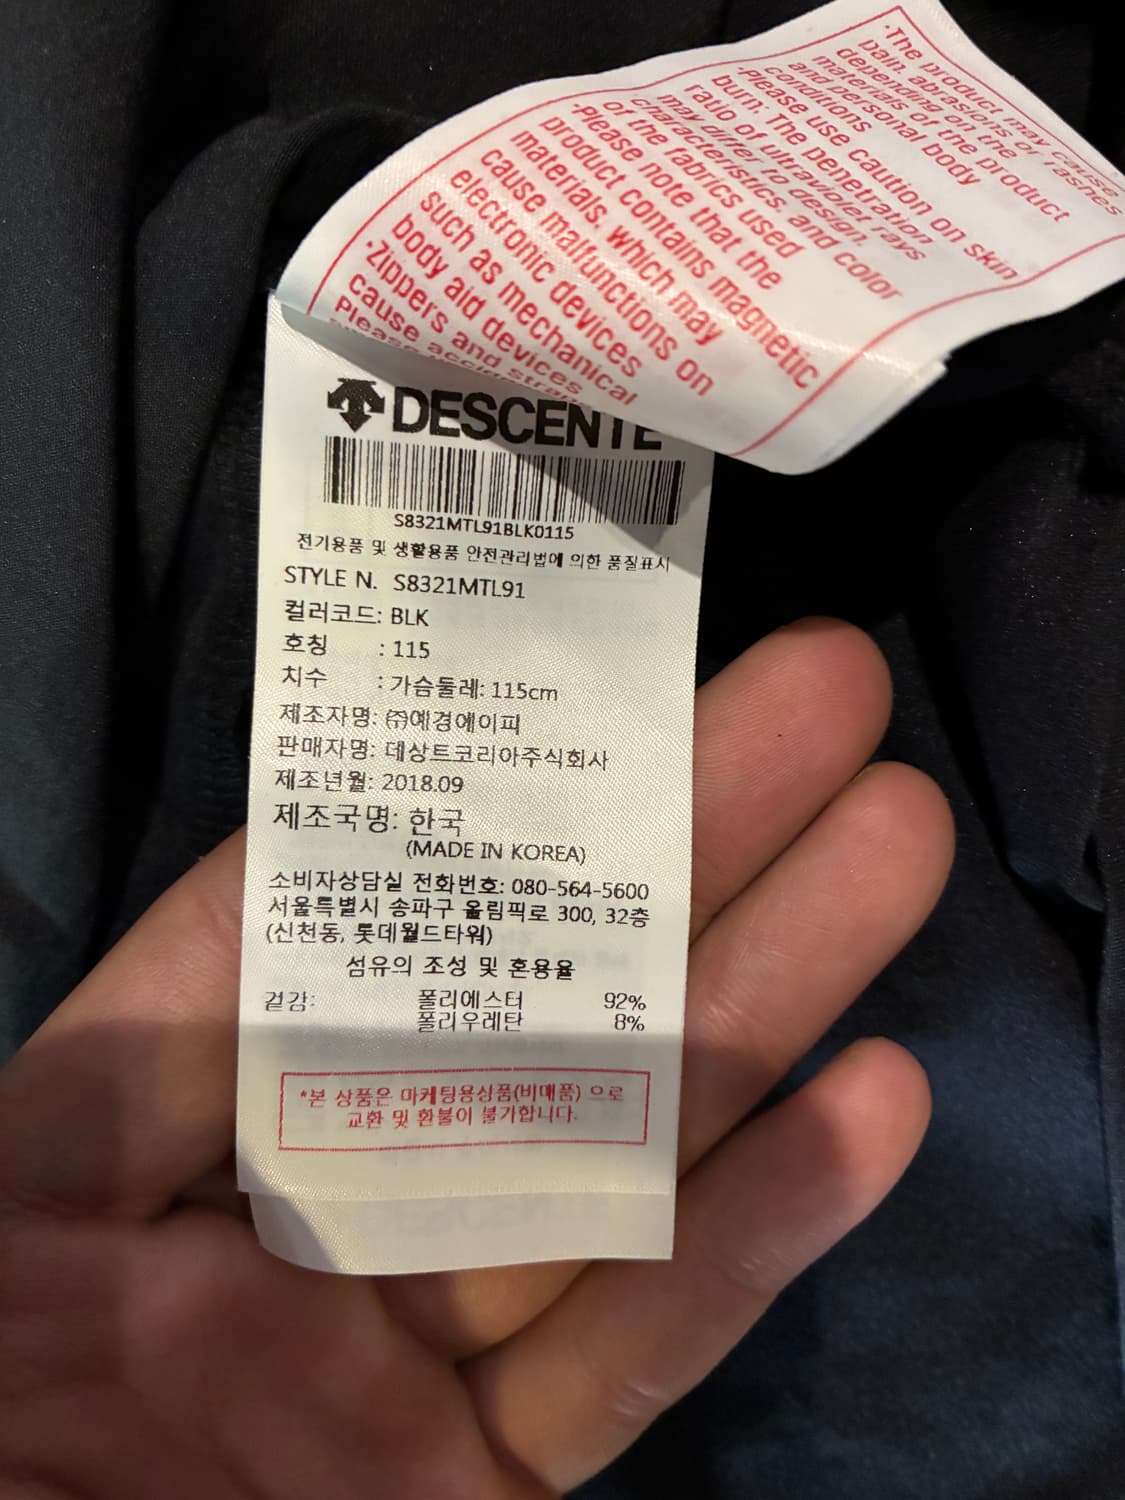 ·The product may cause
pain, abrasions or rashes
depending on the
materials of the product
and personal body
conditions
·Please use caution on skin
burn: The penetration
ratio of ultraviolet rays
may differ to design,
characteristics, and color
of the fabrics used
·Please note that the
product contains magnetic
materials, which may
cause malfunctions on
electronic devices
such as mechanical
body aid devices
·Zippers and
cause
Please
DESCENTE
S8321MTL91BLK0115
전기용품 및 생활용품 안전관리법에 의한 품질표시
STYLE N. S8321MTL91
컬러코드: BLK
호칭 : 115
치수 : 가슴둘레: 115cm
제조자명: ㈜예경에이피
판매자명: 데상트코리아주식회사
제조년월: 2018.09
제조국명: 한국
(MADE IN KOREA)
소비자상담실 전화번호: 080-564-5600
서울특별시 송파구 올림픽로 300, 32층
(신천동, 롯데월드타워)
섬유의 조성 및 혼용율
겉감: 폴리에스터 92%
폴리우레탄 8%
*본 상품은 마케팅용상품(비매품) 으로
교환 및 환불이 불가합니다.